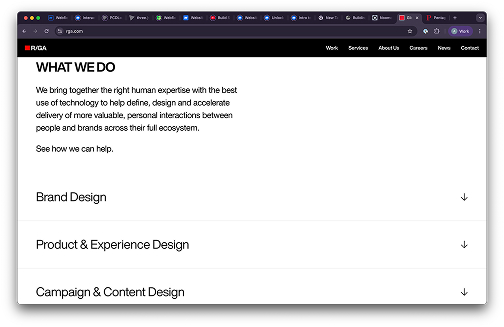 rga.com
Work
R/GA
Work Services About Us Careers News Contact
WHAT WE DO
We bring together the right human expertise with the best
use of technology to help define, design and accelerate
delivery of more valuable, personal interactions between
people and brands across their full ecosystem.
See how we can help.
Brand Design
Product & Experience Design
Campaign & Content Design